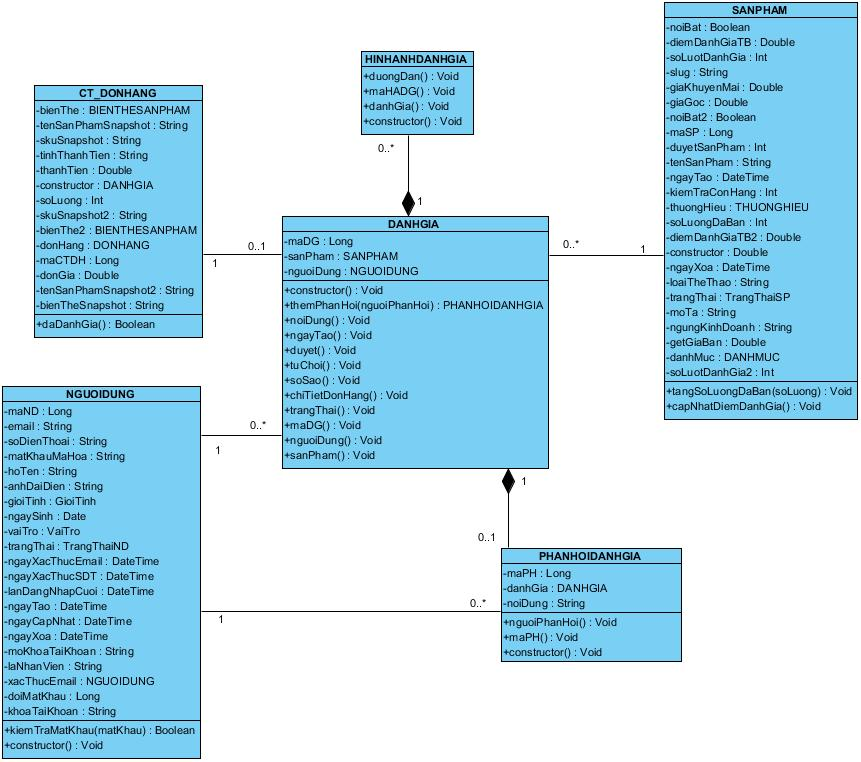 SANPHAM
-noiBat : Boolean
-diemDanhGiaTB : Double
-soLuotDanhGia : Int
-slug : String
-giaKhuyenMai : Double
-giaGoc : Double
-noiBat2 : Boolean
-maSP : Long
-duyetSanPham : Int
-tenSanPham : String
-ngayTao : DateTime
-kiemTraConHang : Int
-thuongHieu : THUONGHIEU
-soLuongDaBan : Int
-diemDanhGiaTB2 : Double
-constructor : Double
-ngayXoa : DateTime
-loaiTheThao : String
-trangThai : TrangThaiSP
-moTa : String
-ngungKinhDoanh : String
-getGiaBan : Double
-danhMuc : DANHMUC
-soLuotDanhGia2 : Int
+tangSoLuongDaBan(soLuong) : Void
+capNhatDiemDanhGia() : Void
HINHANHDANHGIA
+duongDan() : Void
+maHADG() : Void
+danhGia() : Void
+constructor() : Void
0..*
1
CT_DONHANG
-bienThe : BIENTHESANPHAM
-tenSanPhamSnapshot : String
-skuSnapshot : String
-tinhThanhTien : String
-thanhTien : Double
-constructor : DANHGIA
-soLuong : Int
-skuSnapshot2 : String
-bienThe2 : BIENTHESANPHAM
-donHang : DONHANG
-maCTDH : Long
-donGia : Double
-tenSanPhamSnapshot2 : String
-bienTheSnapshot : String
+daDanhGia() : Boolean
0..1
1
DANHGIA
-maDG : Long
-sanPham : SANPHAM
-nguoiDung : NGUOIDUNG
+constructor() : Void
+themPhanHoi(nguoiPhanHoi) : PHANHOIDANHGIA
+noiDung() : Void
+ngayTao() : Void
+duyet() : Void
+tuChoi() : Void
+soSao() : Void
+chiTietDonHang() : Void
+trangThai() : Void
+maDG() : Void
+nguoiDung() : Void
+sanPham() : Void
0..*
1
NGUOIDUNG
-maND : Long
-email : String
-soDienThoai : String
-matKhauMaHoa : String
-hoTen : String
-anhDaiDien : String
-gioiTinh : GioiTinh
-ngaySinh : Date
-vaiTro : VaiTro
-trangThai : TrangThaiND
-ngayXacThucEmail : DateTime
-ngayXacThucSDT : DateTime
-lanDangNhapCuoi : DateTime
-ngayTao : DateTime
-ngayCapNhat : DateTime
-ngayXoa : DateTime
-moKhoaTaiKhoan : String
-laNhanVien : String
-xacThucEmail : NGUOIDUNG
-doiMatKhau : Long
-khoaTaiKhoan : String
+kiemTraMatKhau(matKhau) : Boolean
+constructor() : Void
0..*
1
1
0..1
0..*
1
PHANHOIDANHGIA
-maPH : Long
-danhGia : DANHGIA
-noiDung : String
+nguoiPhanHoi() : Void
+maPH() : Void
+constructor() : Void